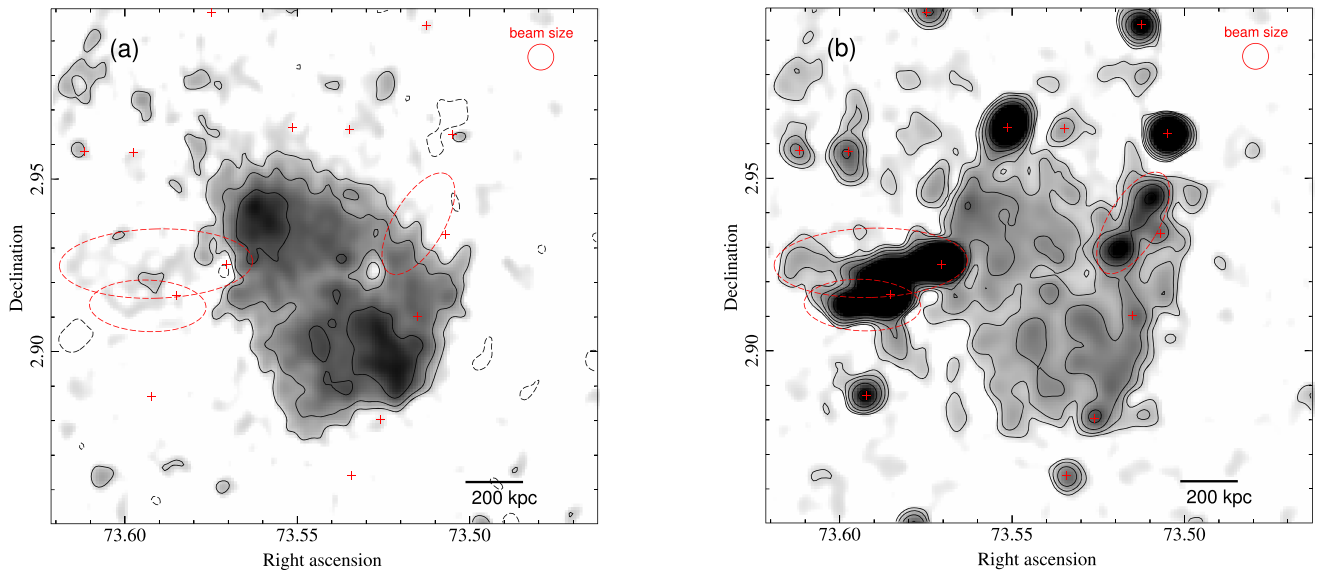 (a)
beam size
2.95
2.90
Declination
200 kpc
73.60
73.55
73.50
Right ascension
(b)
beam size
2.95
2.90
Declination
200 kpc
73.60
73.55
73.50
Right ascension